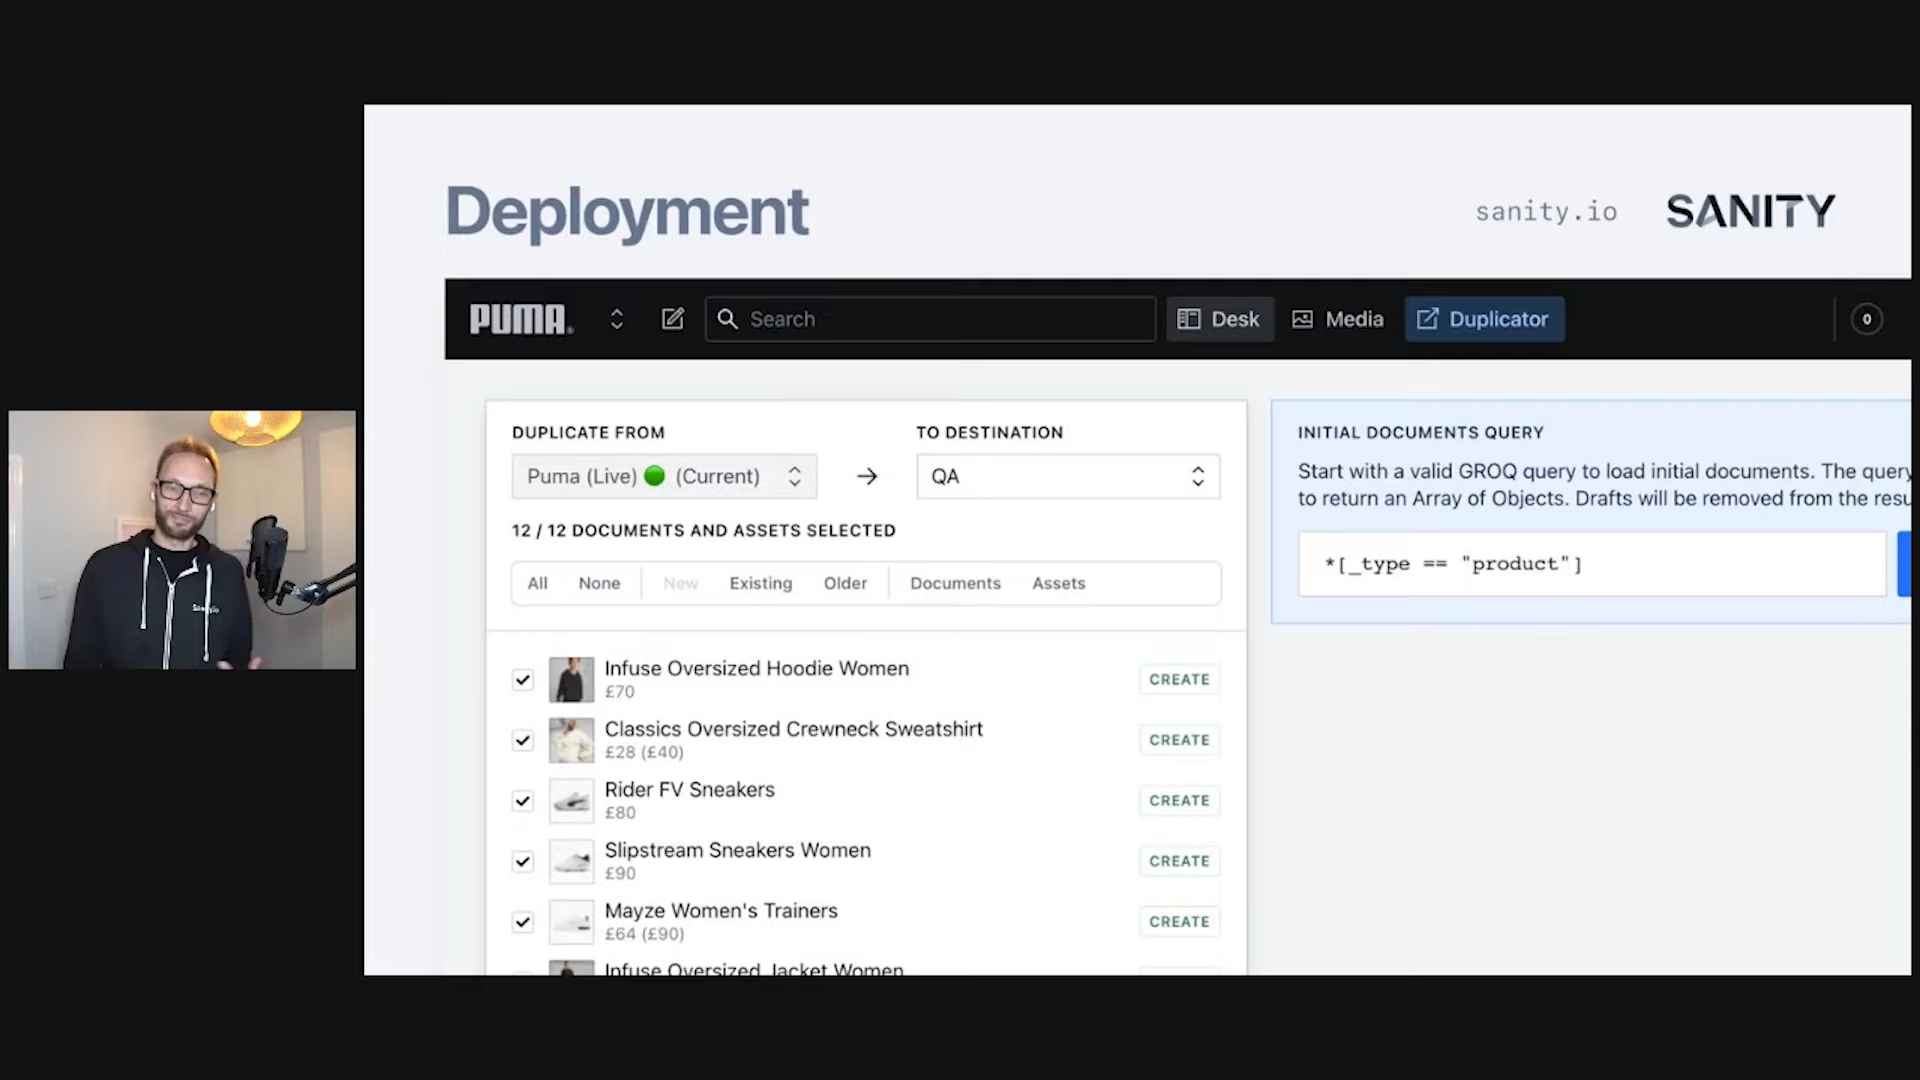 Deployment
sanity.io
SANITY
PUMA
Search
Desk
Media
Duplicator
0
DUPLICATE FROM
TO DESTINATION
Puma (Live) (Current)
QA
12 / 12 DOCUMENTS AND ASSETS SELECTED
All None New Existing Older Documents Assets
Infuse Oversized Hoodie Women
£70
CREATE
Classics Oversized Crewneck Sweatshirt
£28 (£40)
CREATE
Rider FV Sneakers
£80
CREATE
Slipstream Sneakers Women
£90
CREATE
Mayze Women's Trainers
£64 (£90)
CREATE
Infuse Oversized Jacket Women
INITIAL DOCUMENTS QUERY
Start with a valid GROQ query to load initial documents. The query
to return an Array of Objects. Drafts will be removed from the resu
*[_type == "product"]